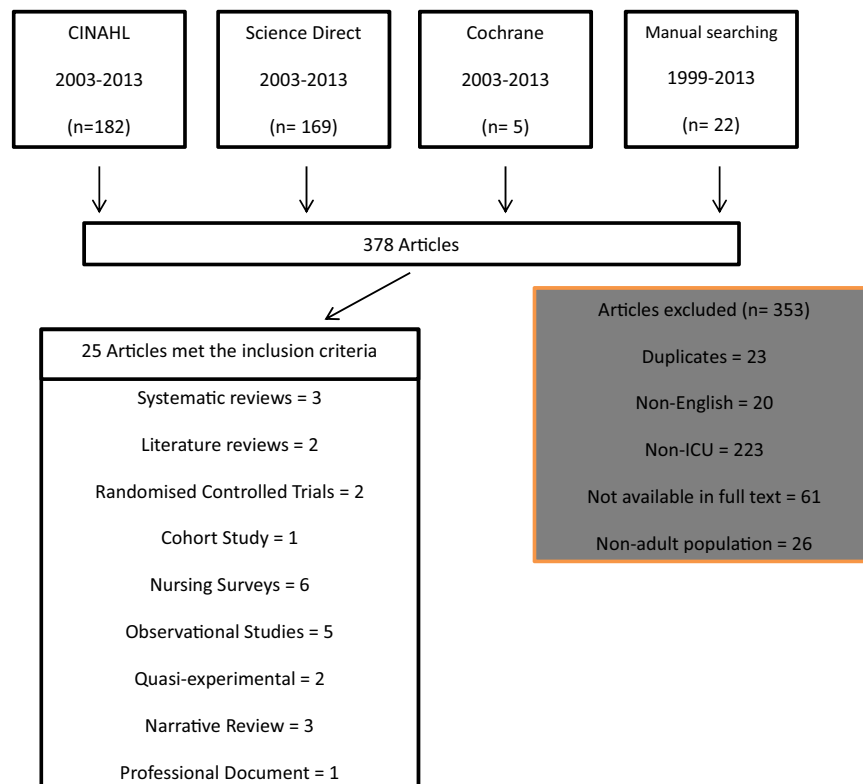 CINAHL
2003-2013
(n=182)
Science Direct
2003-2013
(n= 169)
Cochrane
2003-2013
(n= 5)
Manual searching
1999-2013
(n= 22)
378 Articles
25 Articles met the inclusion criteria
Systematic reviews = 3
Literature reviews = 2
Randomised Controlled Trials = 2
Cohort Study = 1
Nursing Surveys = 6
Observational Studies = 5
Quasi-experimental = 2
Narrative Review = 3
Professional Document = 1
Articles excluded (n= 353)
Duplicates = 23
Non-English = 20
Non-ICU = 223
Not available in full text = 61
Non-adult population = 26